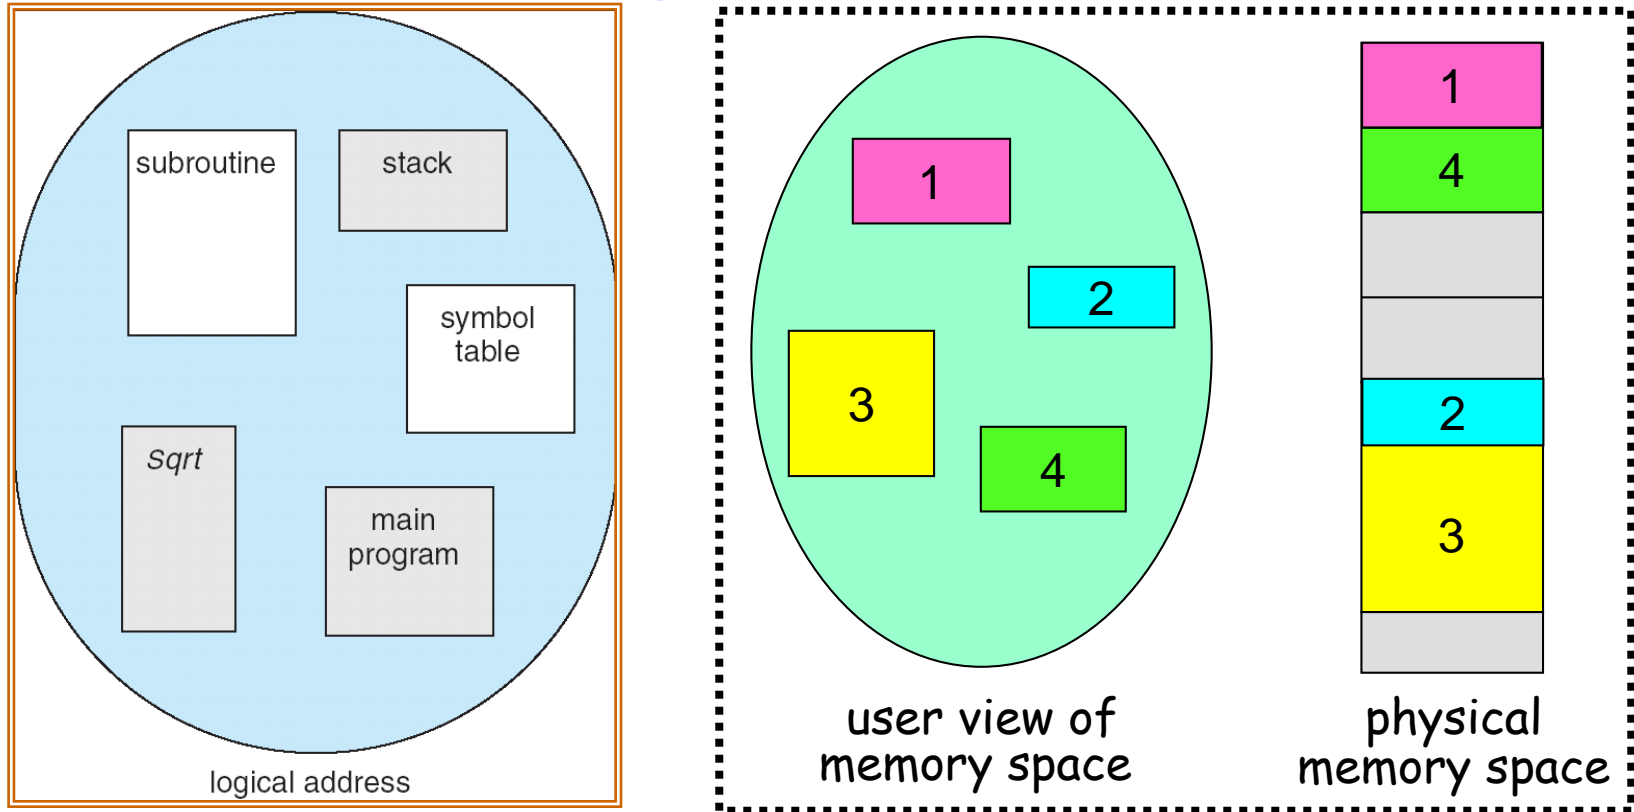 subroutine
stack
symbol
table
Sqrt
main
program
logical address
1
2
3
4
user view of
memory space
1
4
2
3
physical
memory space